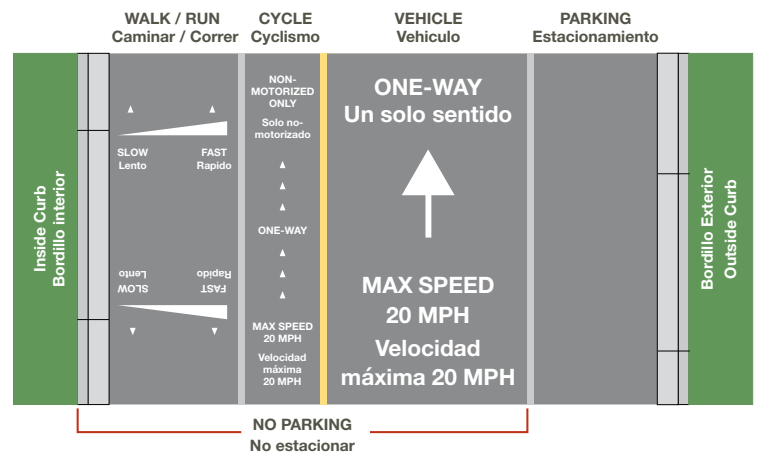 WALK / RUN
Caminar / Correr
CYCLE
Cyclismo
VEHICLE
Vehiculo
PARKING
Estacionamiento
Inside Curb
Bordillo interior
SLOW
Lento
FAST
Rapido
SLOW
Lento
FAST
Rapido
NON-
MOTORIZED
ONLY
Solo no-
motorizado
ONE-WAY
MAX SPEED
20 MPH
Velocidad
máxima
20 MPH
ONE-WAY
Un solo sentido
MAX SPEED
20 MPH
Velocidad
máxima 20 MPH
Bordillo Exterior
Outside Curb
NO PARKING
No estacionar